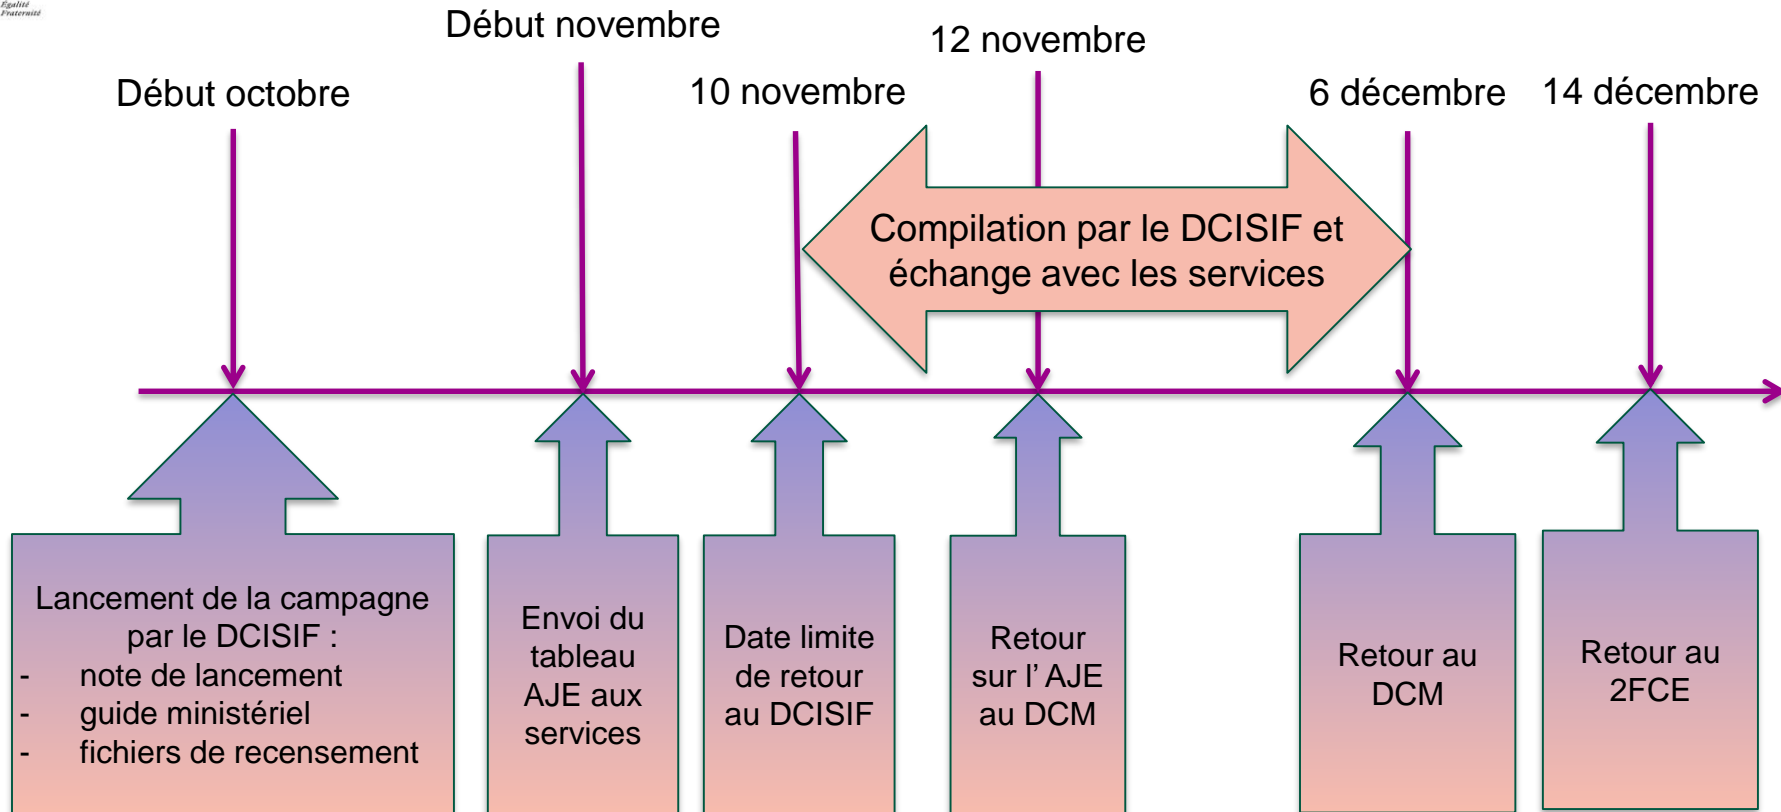 Égalité
Fraternité
Début octobre
Début novembre
10 novembre
12 novembre
6 décembre
14 décembre
Compilation par le DCISIF et
échange avec les services
Lancement de la campagne
par le DCISIF :
- note de lancement
- guide ministériel
- fichiers de recensement
Envoi du
tableau
AJE aux
services
Date limite
de retour
au DCISIF
Retour
sur l’ AJE
au DCM
Retour au
DCM
Retour au
2FCE